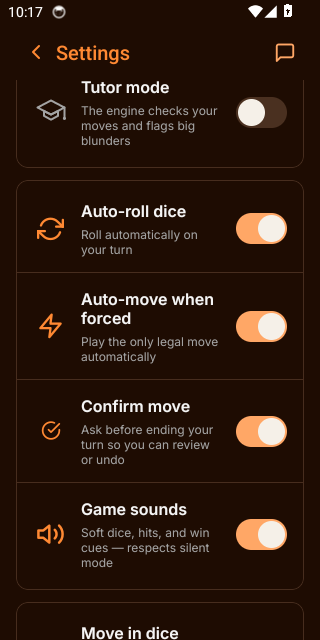 10:17
Settings
Tutor mode
The engine checks your
moves and flags big
blunders
Auto-roll dice
Roll automatically on
your turn
Auto-move when
forced
Play the only legal move
automatically
Confirm move
Ask before ending your
turn so you can review
or undo
Game sounds
Soft dice, hits, and win
cues — respects silent
mode
Move in dice